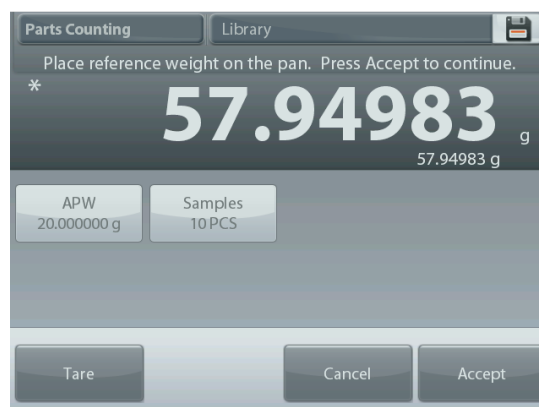 Parts Counting
Library
Place reference weight on the pan. Press Accept to continue.
*
57.94983 g
57.94983 g
APW
20.000000 g
Samples
10 PCS
Tare
Cancel
Accept